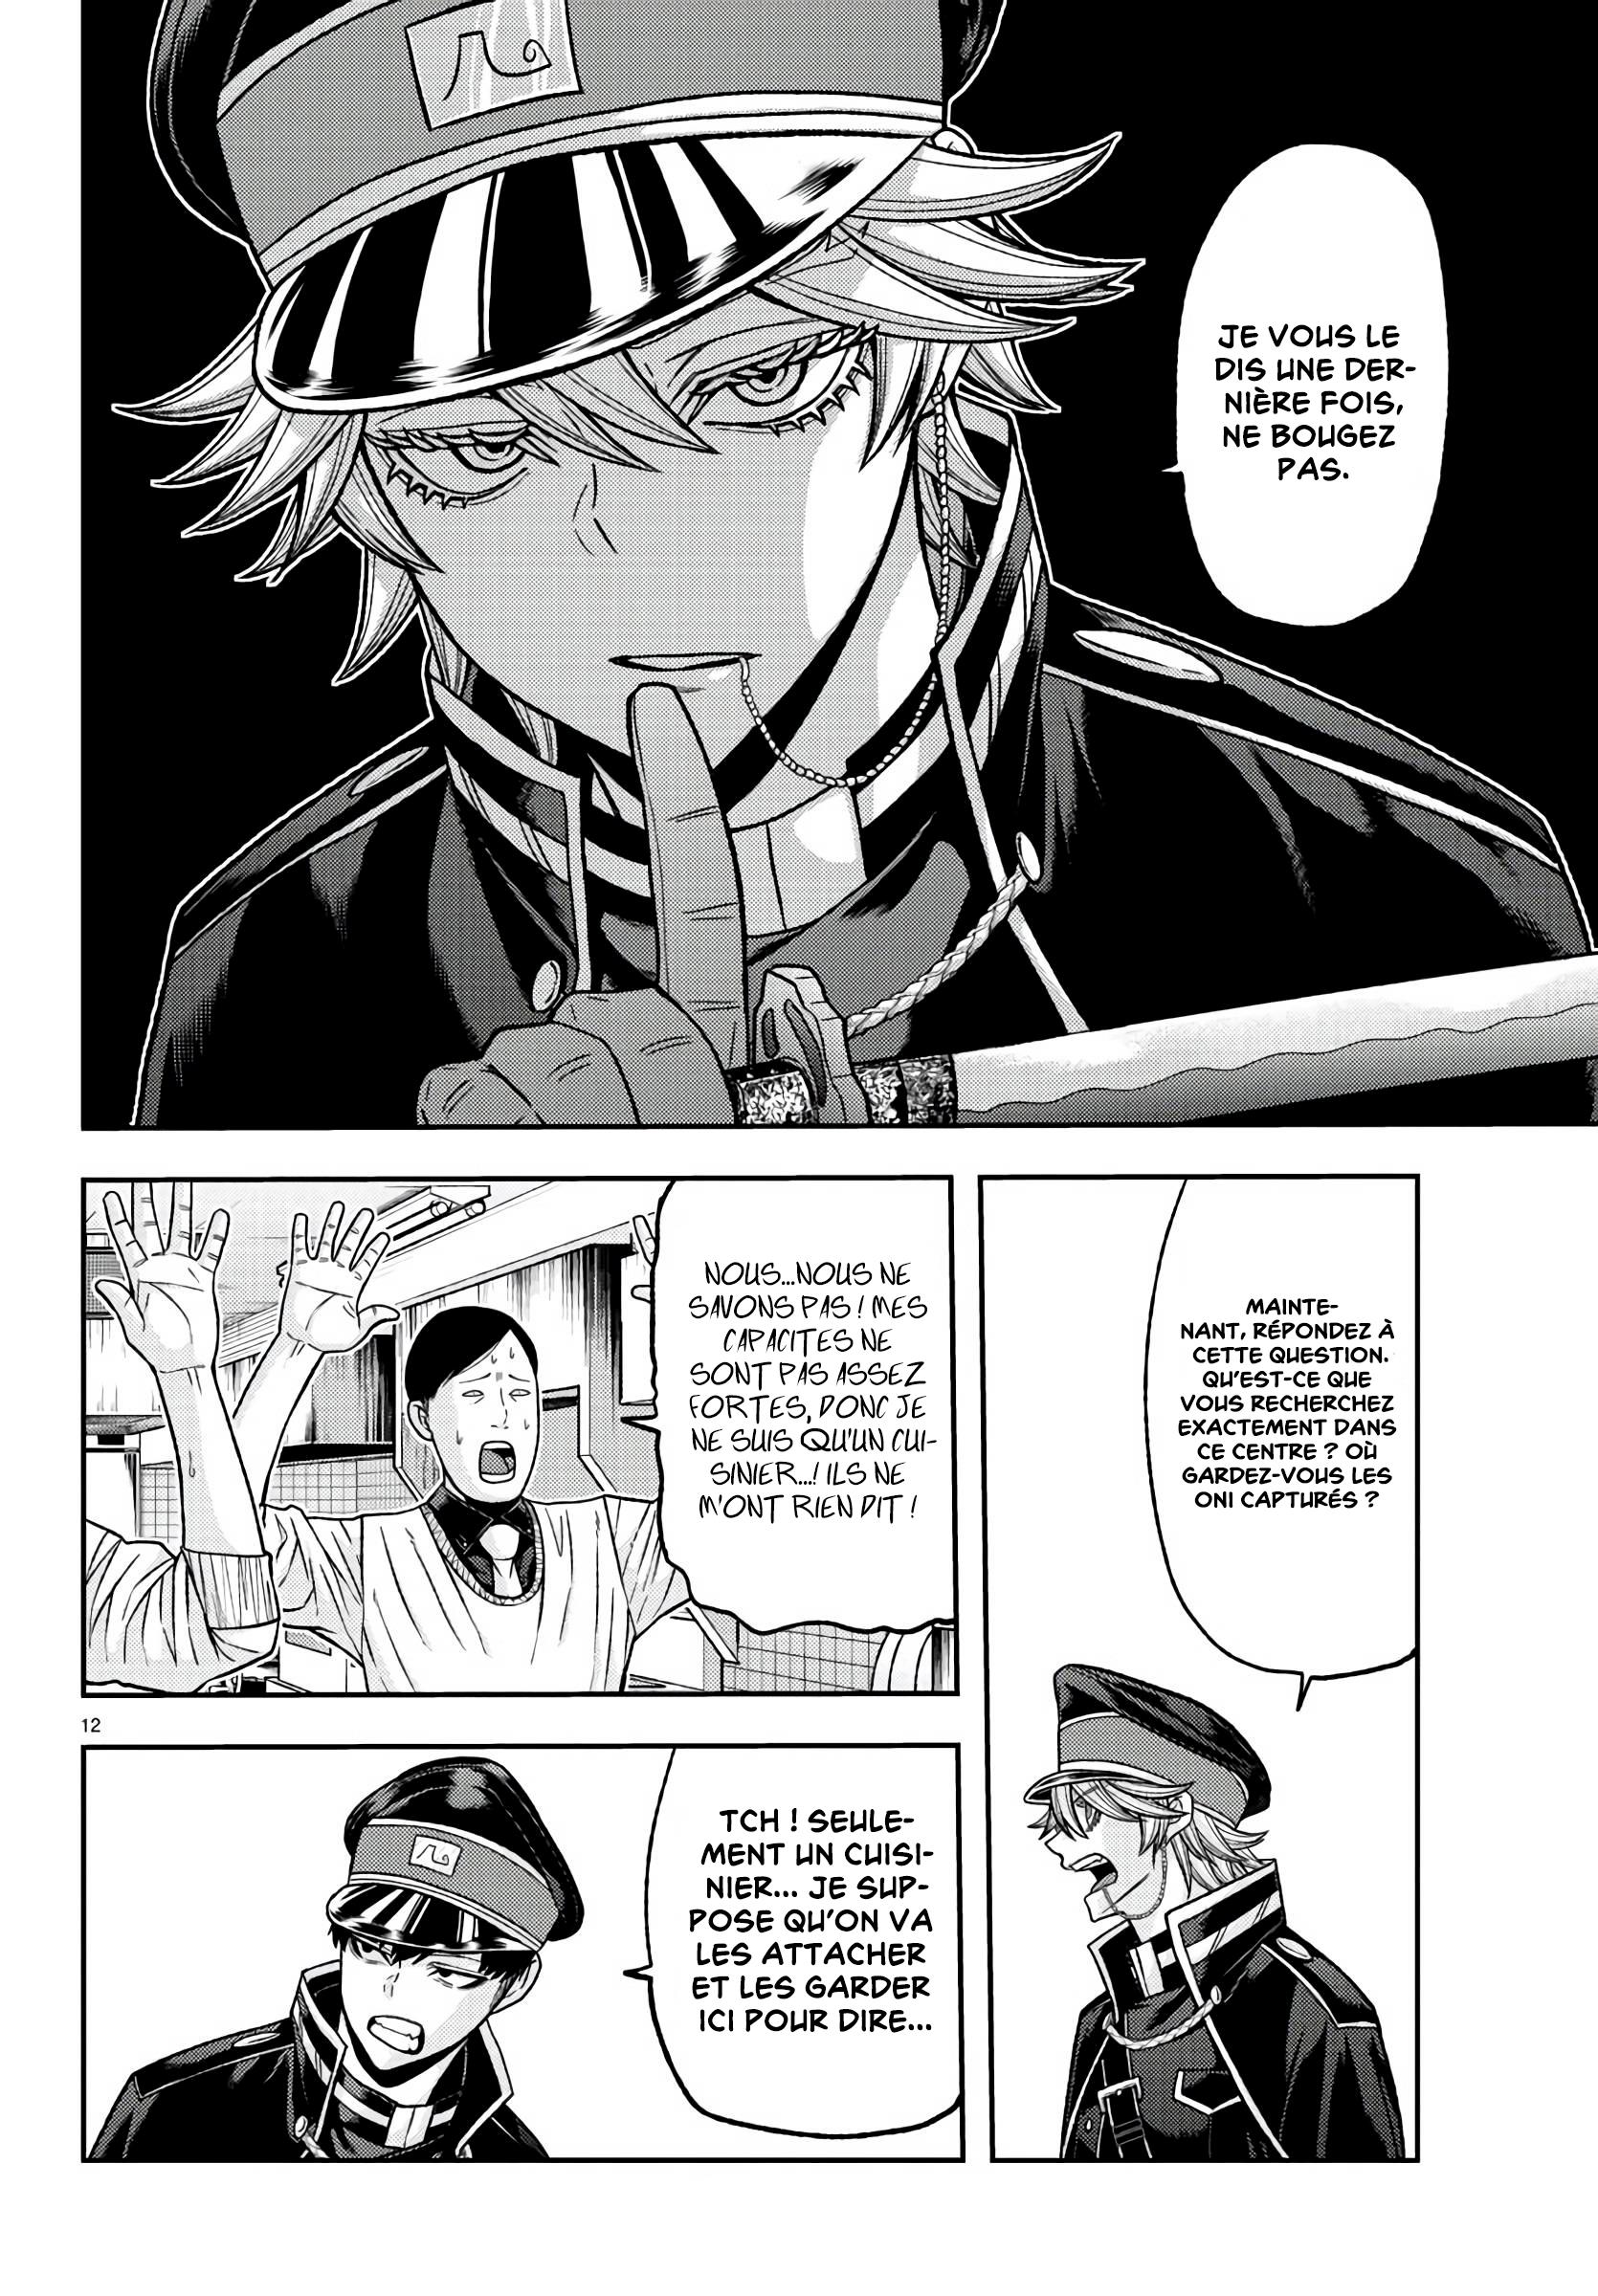 JE VOUS LE
DIS UNE DER-
NIÈRE FOIS,
NE BOUGEZ
PAS.
MAINTE-
NANT, RÉPONDEZ À
CETTE QUESTION.
QU'EST-CE QUE
VOUS RECHERCHEZ
EXACTEMENT DANS
CE CENTRE ? OÙ
GARDEZ-VOUS LES
ONI CAPTURÉS ?
NOUS...NOUS NE
SAVONS PAS ! MES
CAPACITES NE
SONT PAS ASSEZ
FORTES, DONC JE
NE SUIS QU'UN CUI-
SINIER...! ILS NE
M'ONT RIEN DIT !
12
TCH ! SEULE-
MENT UN CUISI-
NIER... JE SUP-
POSE QU'ON VA
LES ATTACHER
ET LES GARDER
ICI POUR DIRE...